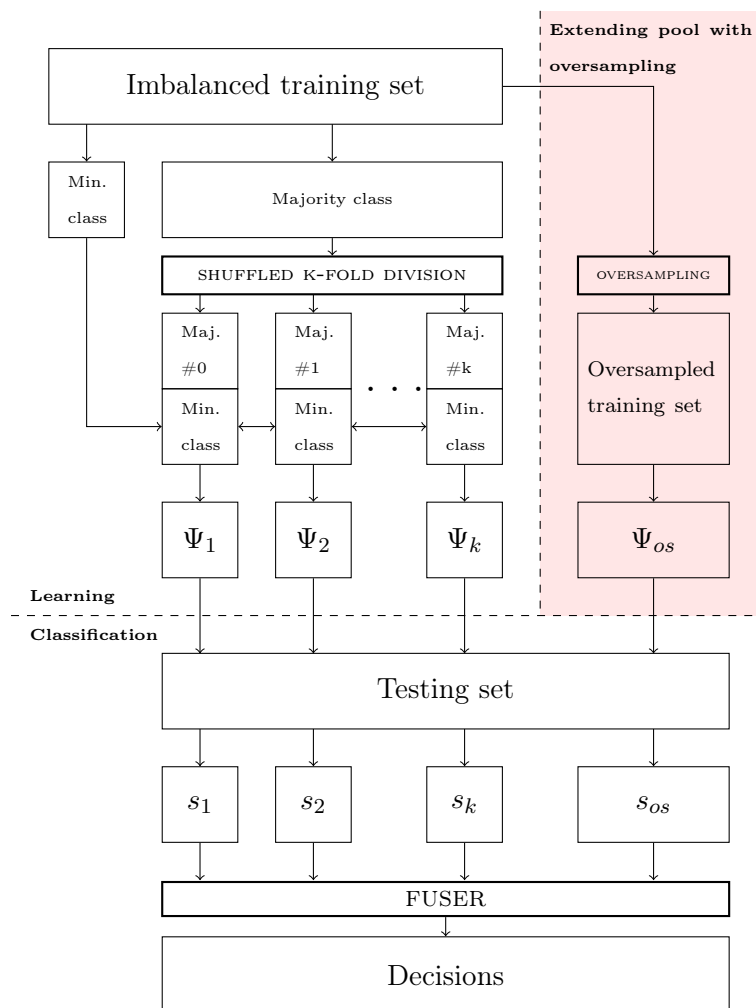 Extending pool with
oversampling
Imbalanced training set
Min.
class
Majority class
SHUFFLED K-FOLD DIVISION
OVERSAMPLING
Maj.
#0
Maj.
#1
Maj.
#k
. . .
Min.
class
Min.
class
Min.
class
Oversampled
training set
Ψ₁
Ψ₂
Ψₖ
Ψₒₛ
Learning
Classification
Testing set
s₁
s₂
sₖ
sₒₛ
FUSER
Decisions